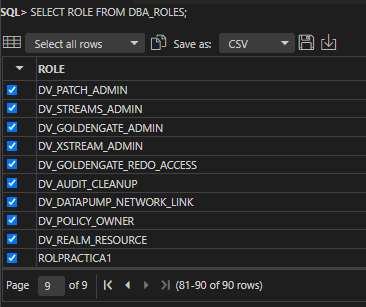 SQL> SELECT ROLE FROM DBA_ROLES;
Select all rows Save as: CSV
ROLE
DV_PATCH_ADMIN
DV_STREAMS_ADMIN
DV_GOLDENGATE_ADMIN
DV_XSTREAM_ADMIN
DV_GOLDENGATE_REDO_ACCESS
DV_AUDIT_CLEANUP
DV_DATAPUMP_NETWORK_LINK
DV_POLICY_OWNER
DV_REALM_RESOURCE
ROLPRACTICA1
Page 9 of 9 (81-90 of 90 rows)